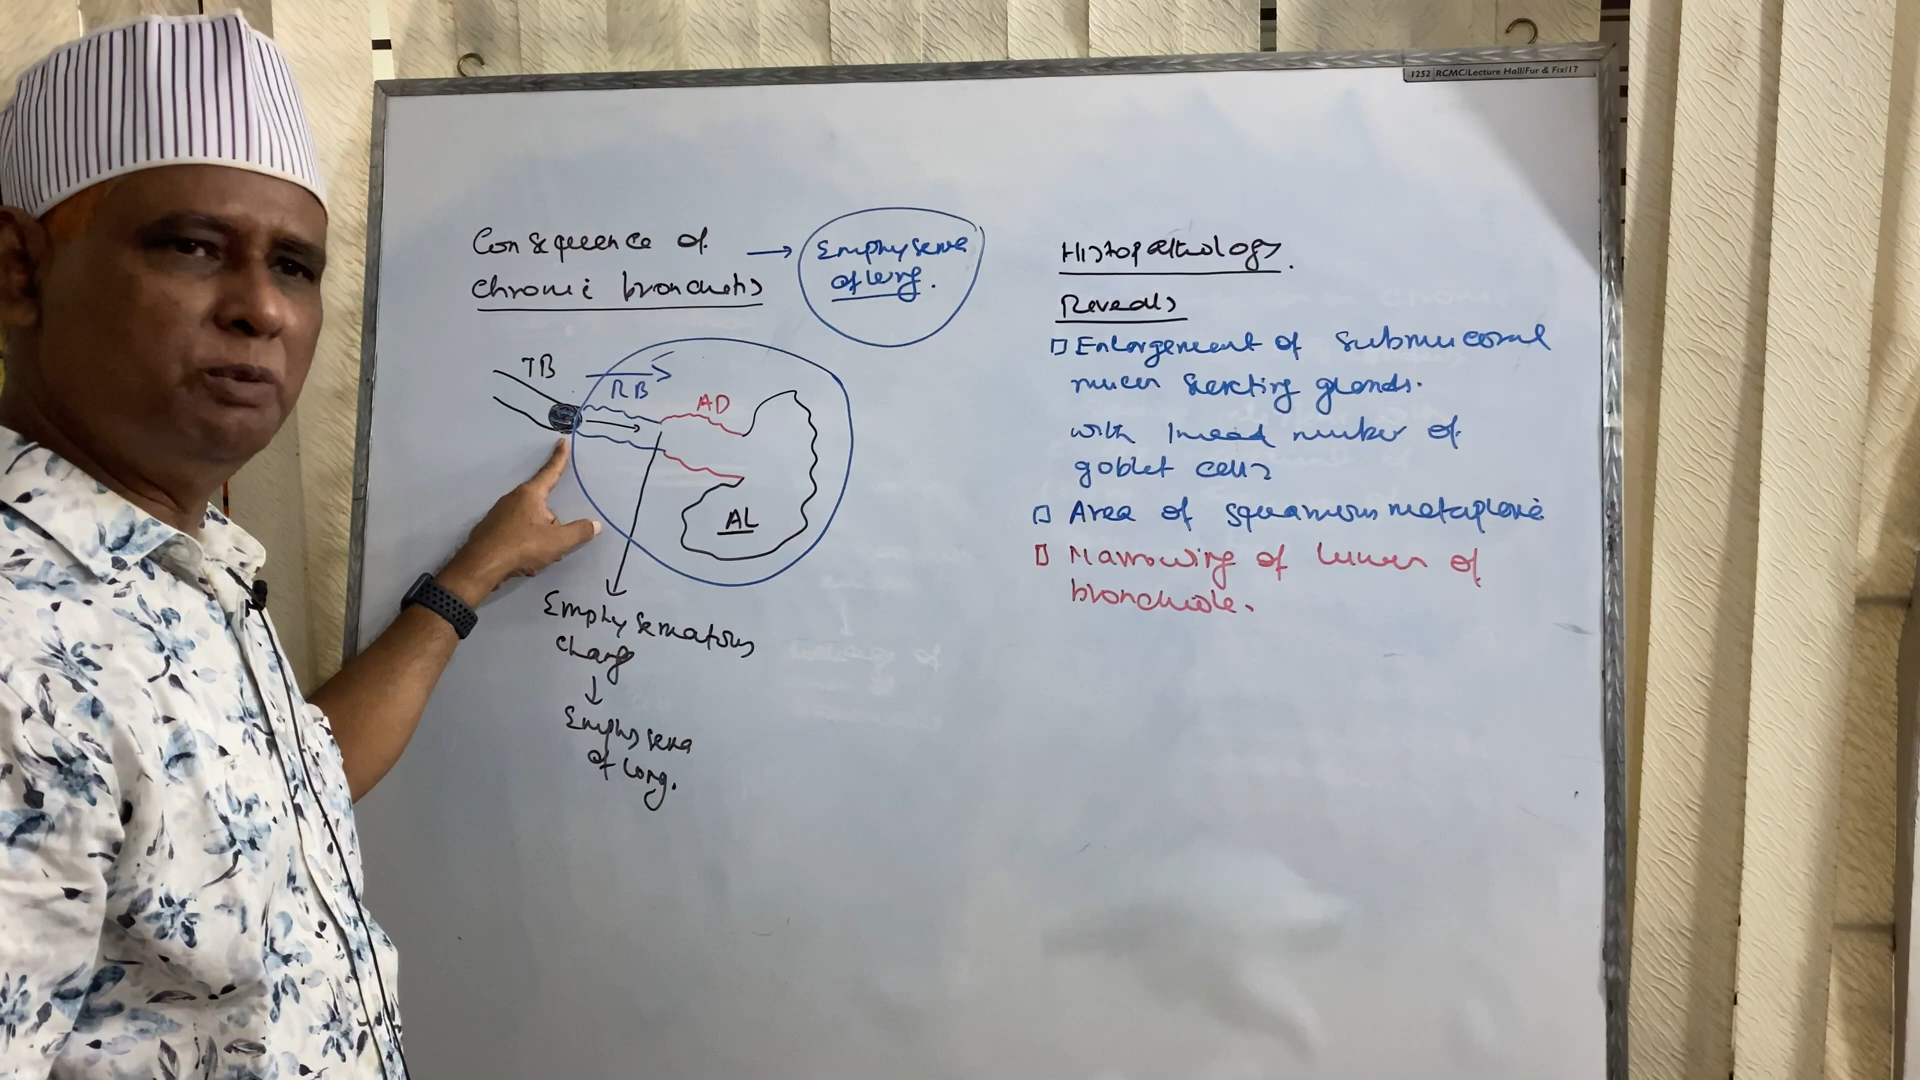 1252 RCMC/Lecture Hall/Fur & Fix/17
Consequence of
chronic bronchitis
→ Emphysema
of lung.
TB
RB
AD
AL
Emphysematous
change
↓
Emphysema
of lung.
Histopathology.
Reveals
□ Enlargement of submucosal
mucus secreting glands.
with number of
goblet cells
□ Area of squamous metaplasia
□ Narrowing of lumen of
bronchiole.